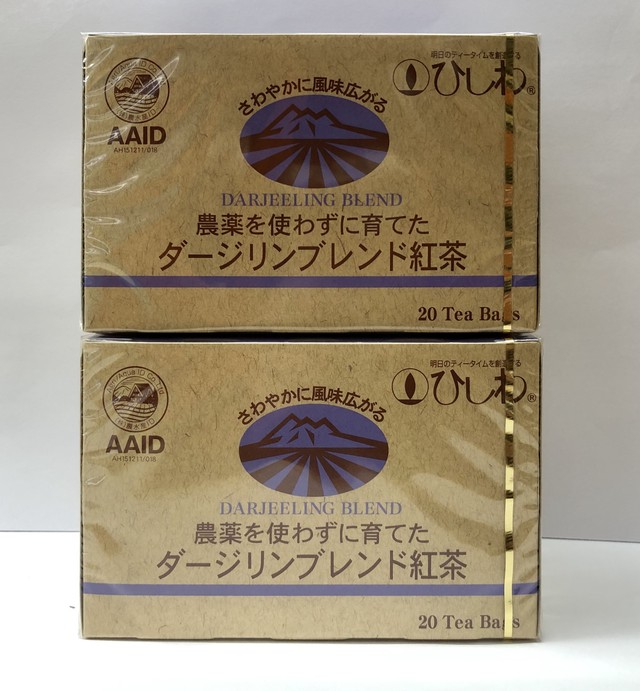 明日のティータイムを創造する
ひしわ®
AAID
AH151211/018
さわやかに風味広がる
DARJEELING BLEND
農薬を使わずに育てた
ダージリンブレンド紅茶
20 Tea Bags
明日のティータイムを創造する
ひしわ®
AAID
AH151211/018
さわやかに風味広がる
DARJEELING BLEND
農薬を使わずに育てた
ダージリンブレンド紅茶
20 Tea Bags